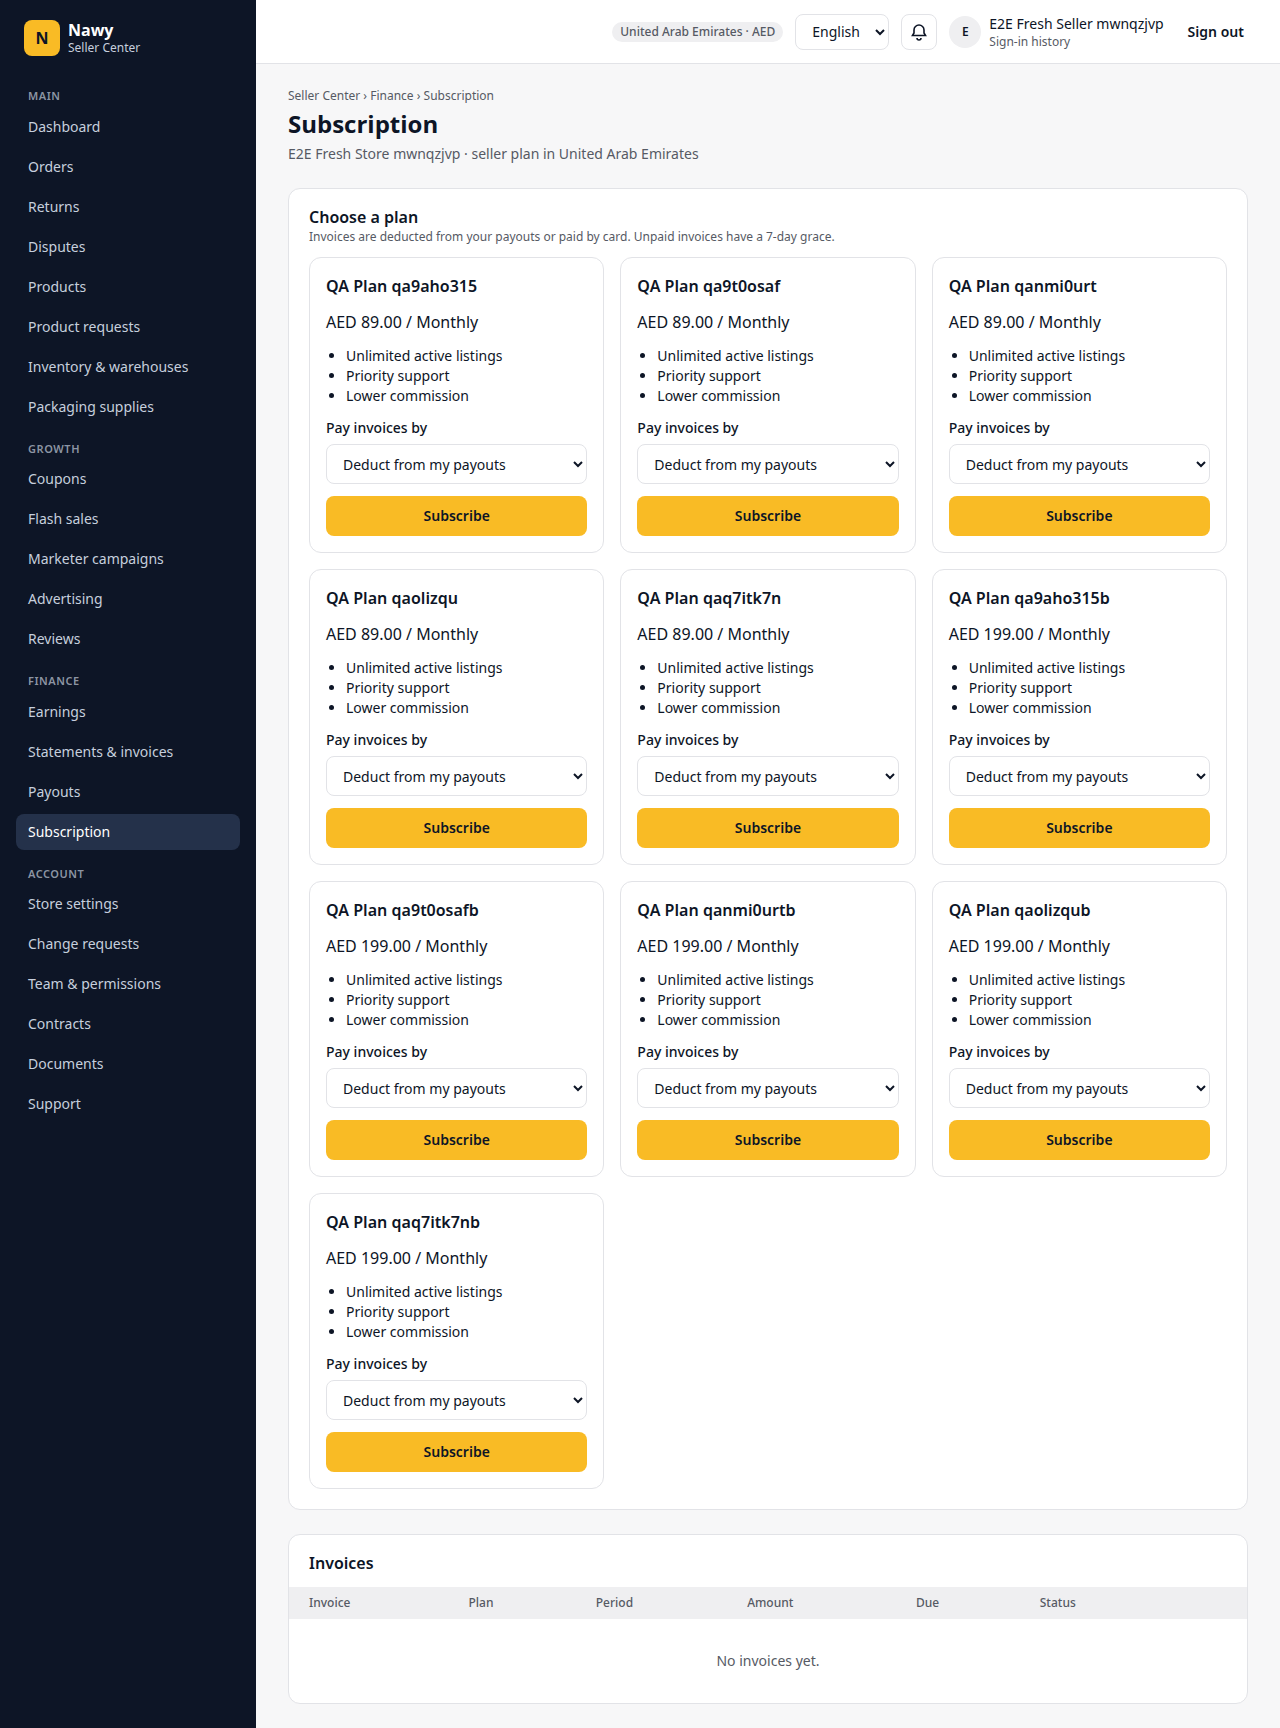 N
Nawy
Seller Center
MAIN
Dashboard
Orders
Returns
Disputes
Products
Product requests
Inventory & warehouses
Packaging supplies
GROWTH
Coupons
Flash sales
Marketer campaigns
Advertising
Reviews
FINANCE
Earnings
Statements & invoices
Payouts
Subscription
ACCOUNT
Store settings
Change requests
Team & permissions
Contracts
Documents
Support
United Arab Emirates · AED
English
E
E2E Fresh Seller mwnqzjvp
Sign-in history
Sign out
Seller Center › Finance › Subscription
Subscription
E2E Fresh Store mwnqzjvp · seller plan in United Arab Emirates
Choose a plan
Invoices are deducted from your payouts or paid by card. Unpaid invoices have a 7-day grace.
QA Plan qa9aho315
AED 89.00 / Monthly
Unlimited active listings
Priority support
Lower commission
Pay invoices by
Deduct from my payouts
Subscribe
QA Plan qa9t0osaf
AED 89.00 / Monthly
Unlimited active listings
Priority support
Lower commission
Pay invoices by
Deduct from my payouts
Subscribe
QA Plan qanmi0urt
AED 89.00 / Monthly
Unlimited active listings
Priority support
Lower commission
Pay invoices by
Deduct from my payouts
Subscribe
QA Plan qaolizqu
AED 89.00 / Monthly
Unlimited active listings
Priority support
Lower commission
Pay invoices by
Deduct from my payouts
Subscribe
QA Plan qaq7itk7n
AED 89.00 / Monthly
Unlimited active listings
Priority support
Lower commission
Pay invoices by
Deduct from my payouts
Subscribe
QA Plan qa9aho315b
AED 199.00 / Monthly
Unlimited active listings
Priority support
Lower commission
Pay invoices by
Deduct from my payouts
Subscribe
QA Plan qa9t0osafb
AED 199.00 / Monthly
Unlimited active listings
Priority support
Lower commission
Pay invoices by
Deduct from my payouts
Subscribe
QA Plan qanmi0urtb
AED 199.00 / Monthly
Unlimited active listings
Priority support
Lower commission
Pay invoices by
Deduct from my payouts
Subscribe
QA Plan qaolizqub
AED 199.00 / Monthly
Unlimited active listings
Priority support
Lower commission
Pay invoices by
Deduct from my payouts
Subscribe
QA Plan qaq7itk7nb
AED 199.00 / Monthly
Unlimited active listings
Priority support
Lower commission
Pay invoices by
Deduct from my payouts
Subscribe
Invoices
Invoice Plan Period Amount Due Status
No invoices yet.